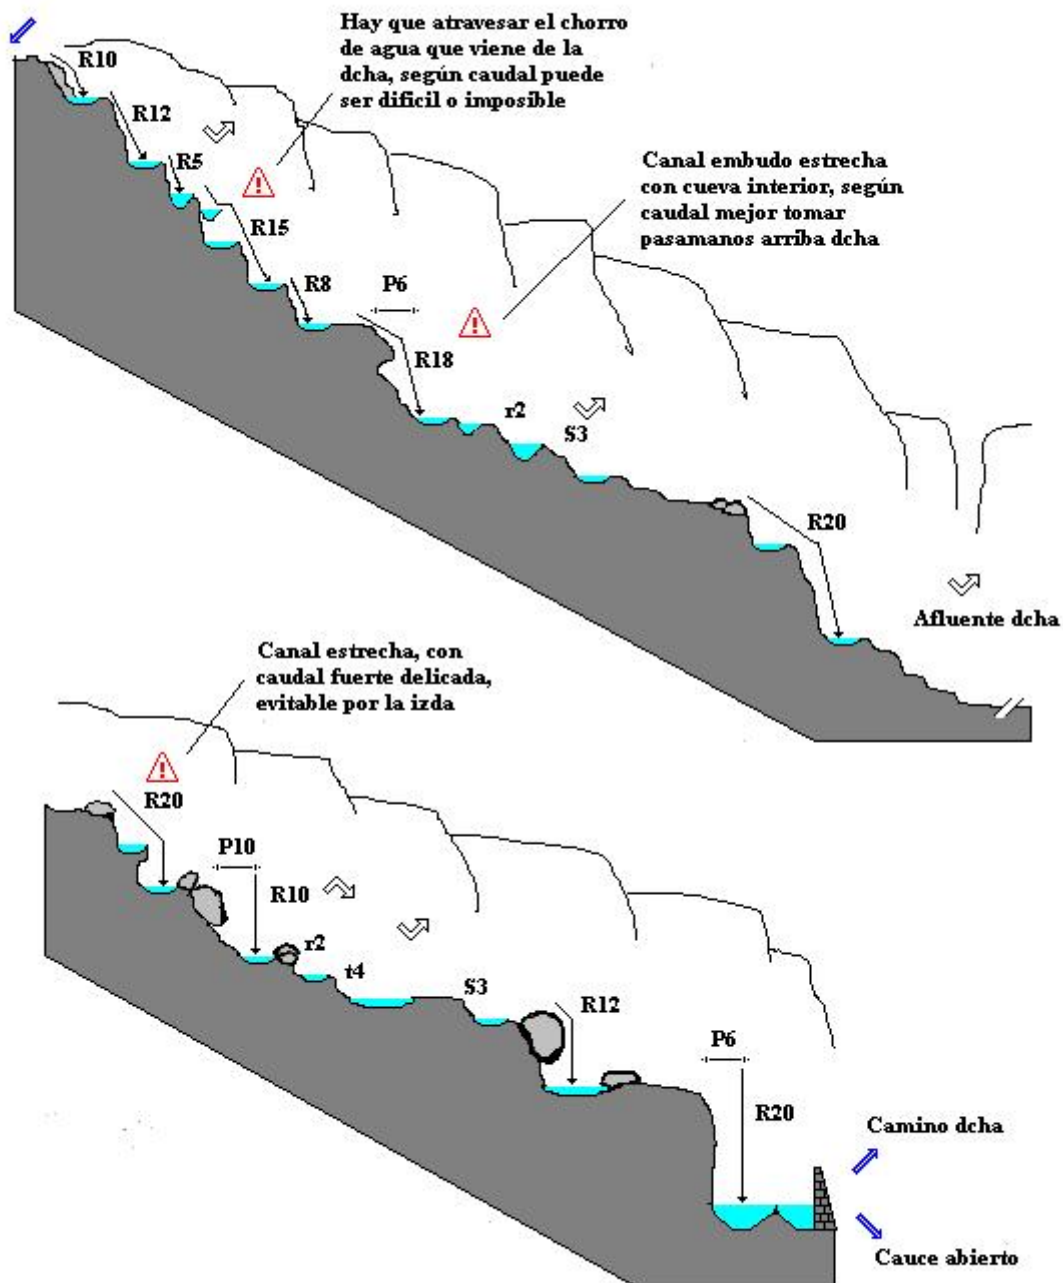 Hay que atravesar el chorro
de agua que viene de la
dcha, según caudal puede
ser dificil o imposible
R10
R12
R5
R15
Canal embudo estrecha
con cueva interior, según
caudal mejor tomar
pasamanos arriba dcha
R8
P6
R18
r2
S3
R20
Afluente dcha
Canal estrecha, con
caudal fuerte delicada,
evitable por la izda
R20
P10
R10
r2
t4
S3
R12
P6
R20
Camino dcha
Cauce abierto